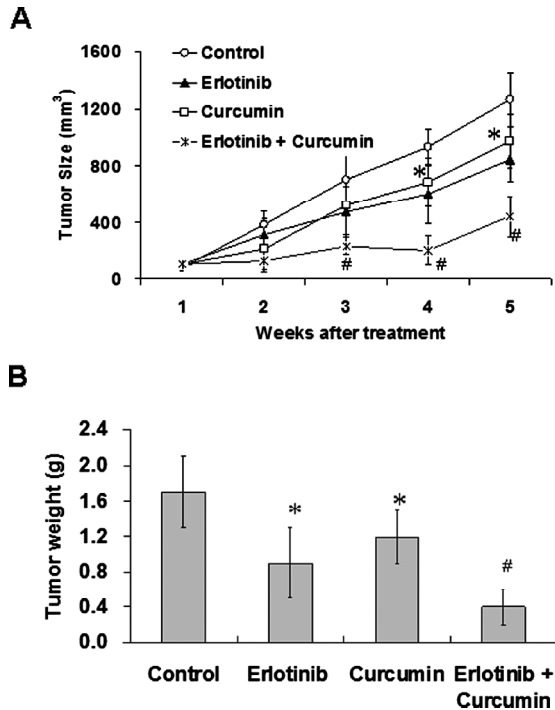 A
1600
1200
800
400
0
Tumor Size (mm³)
Control
Erlotinib
Curcumin
Erlotinib + Curcumin
*
*
#
#
#
1 2 3 4 5
Weeks after treatment
B
2.4
2.0
1.6
1.2
0.8
0.4
0.0
Tumor weight (g)
*
*
#
Control Erlotinib Curcumin Erlotinib +
Curcumin